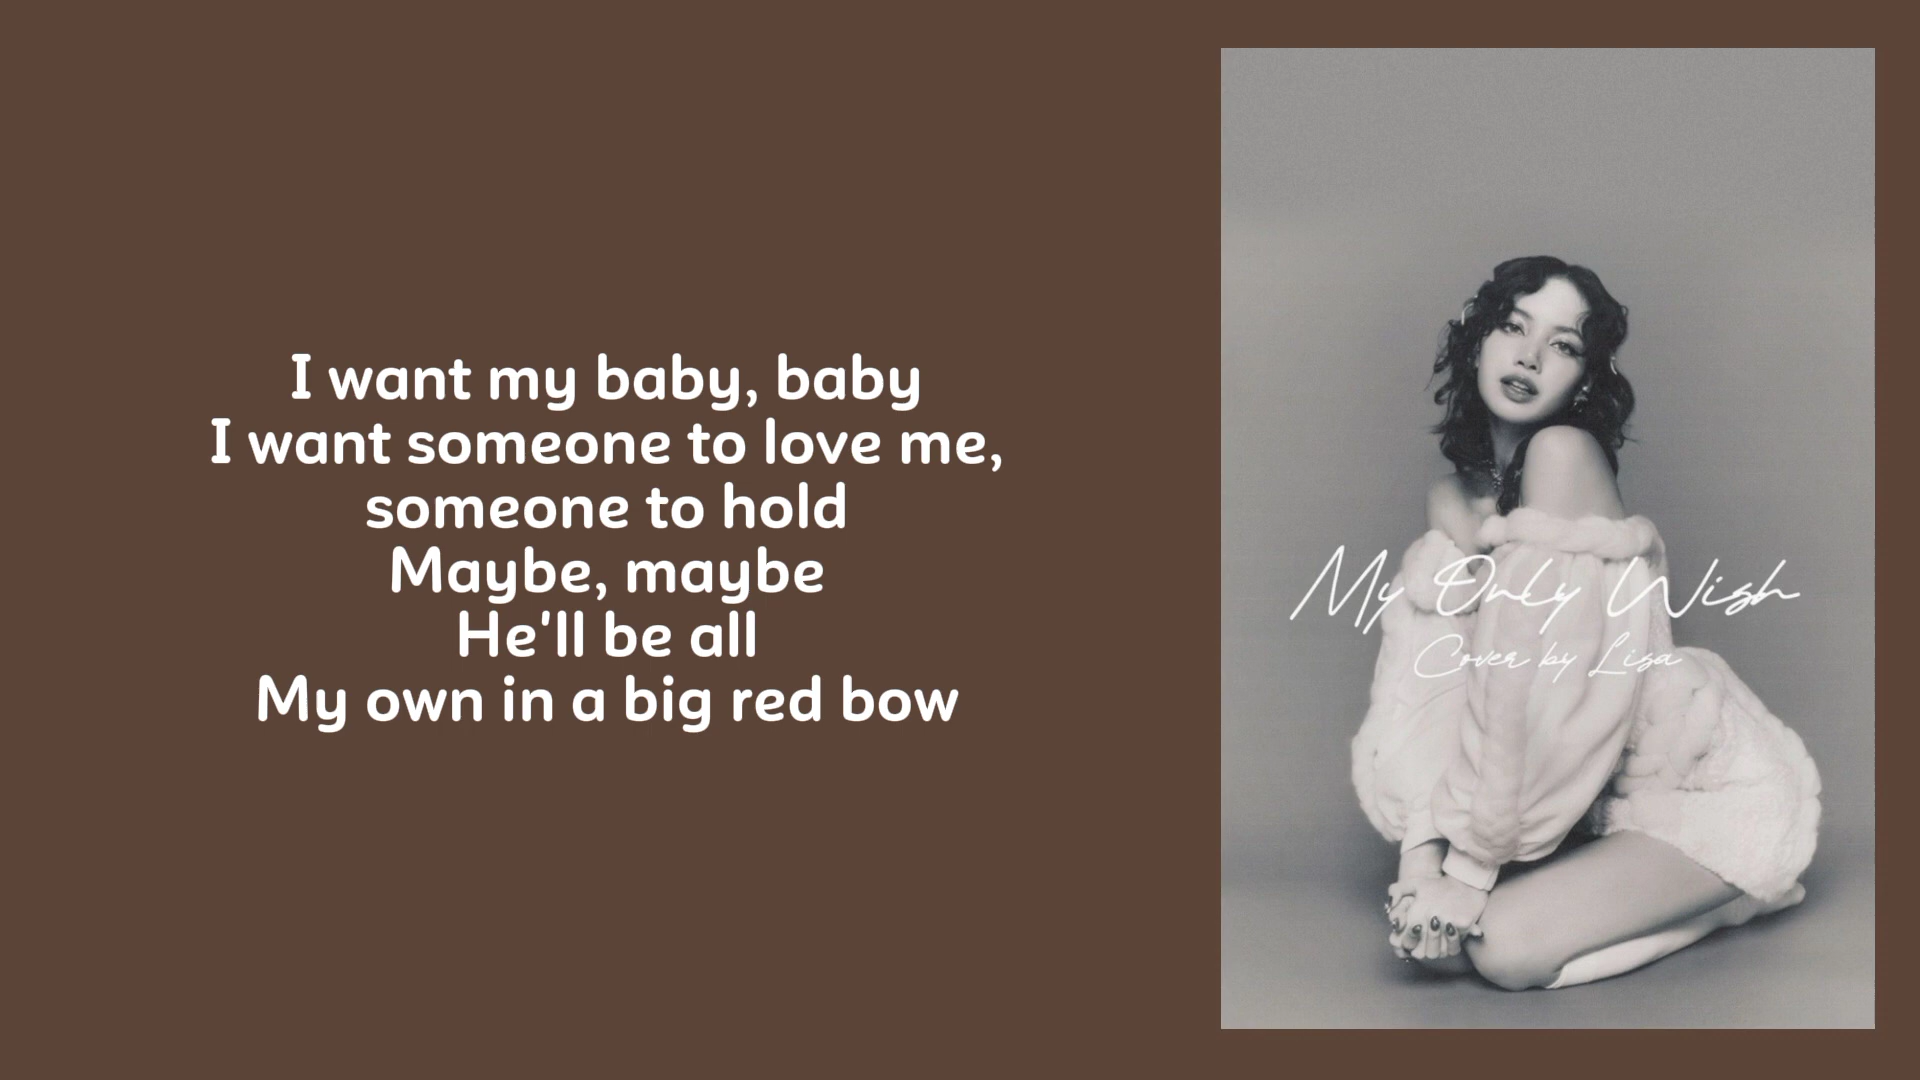 I want my baby, baby
I want someone to love me,
someone to hold
Maybe, maybe
He'll be all
My own in a big red bow
My Only Wish
Cover by Lisa